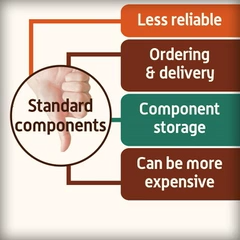 Less reliable
Ordering
& delivery
Standard
components
Component
storage
Can be more
expensive